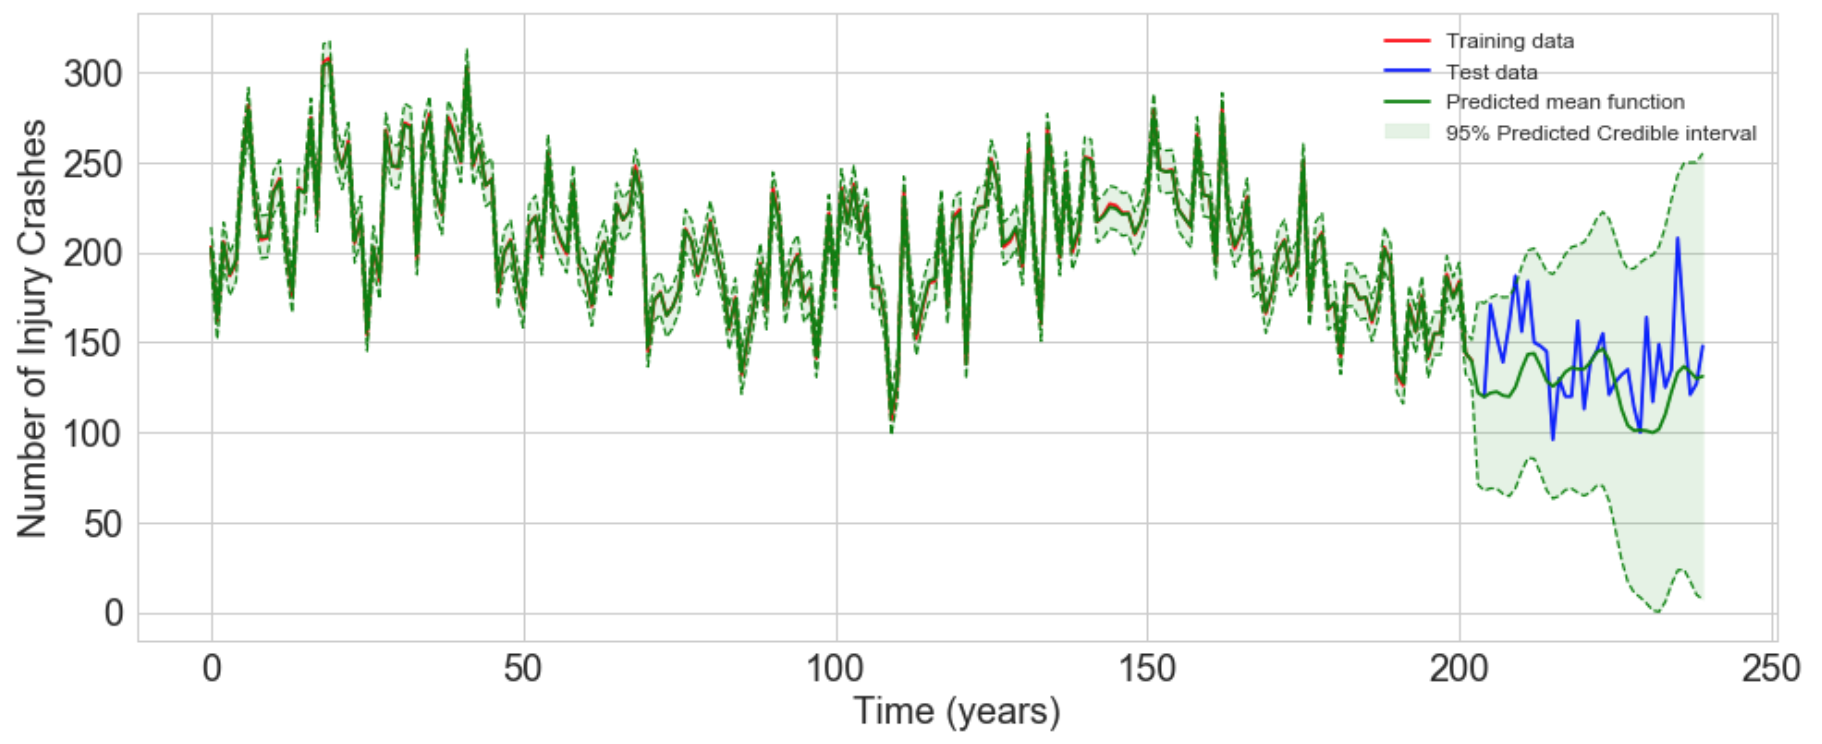 Number of Injury Crashes
300
250
200
150
100
50
0
Training data
Test data
Predicted mean function
95% Predicted Credible interval
0 50 100 150 200 250
Time (years)